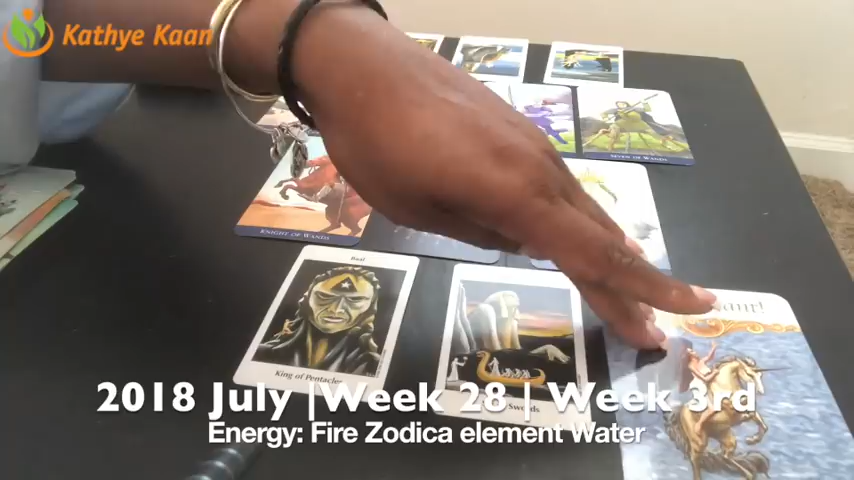 Kathye Kaan
SEVEN OF WANDS
KNIGHT OF WANDS
Baal
King of Pentacles
Swords
2018 July | Week 28 | Week 3rd
Energy: Fire Zodica element Water